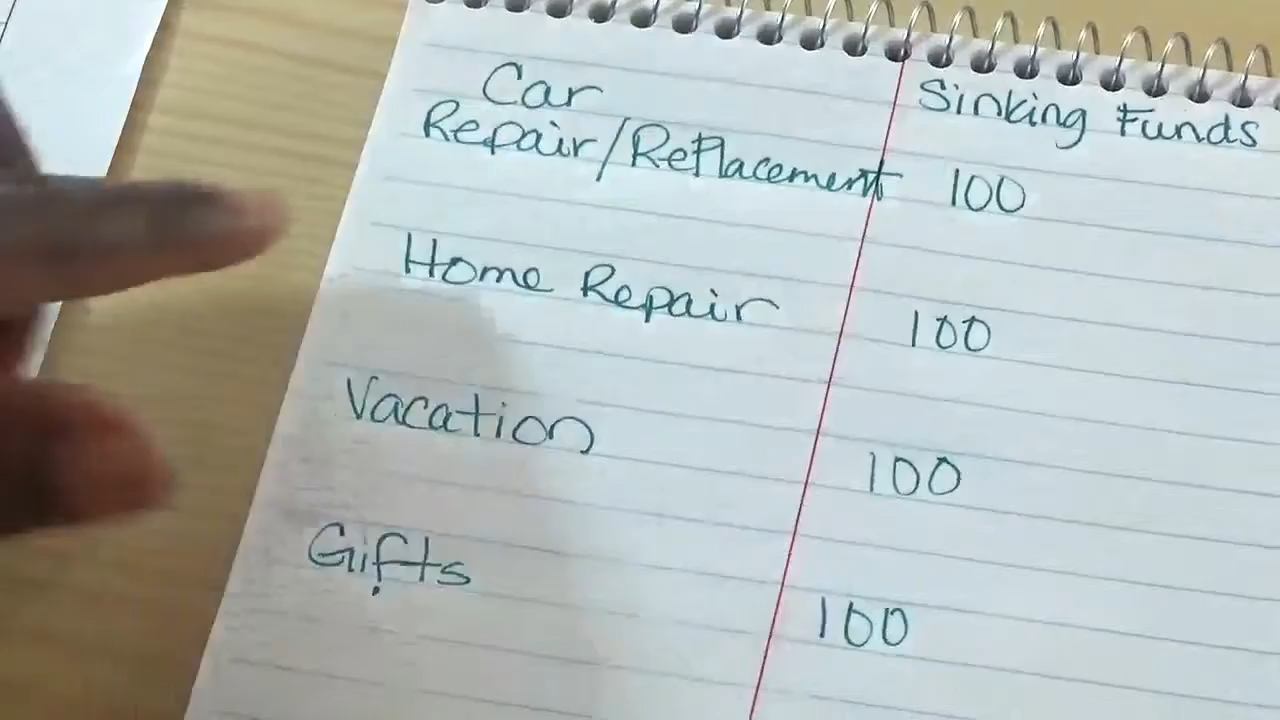 Sinking Funds
Car
Repair/Replacement 100
Home Repair 100
Vacation 100
Gifts 100